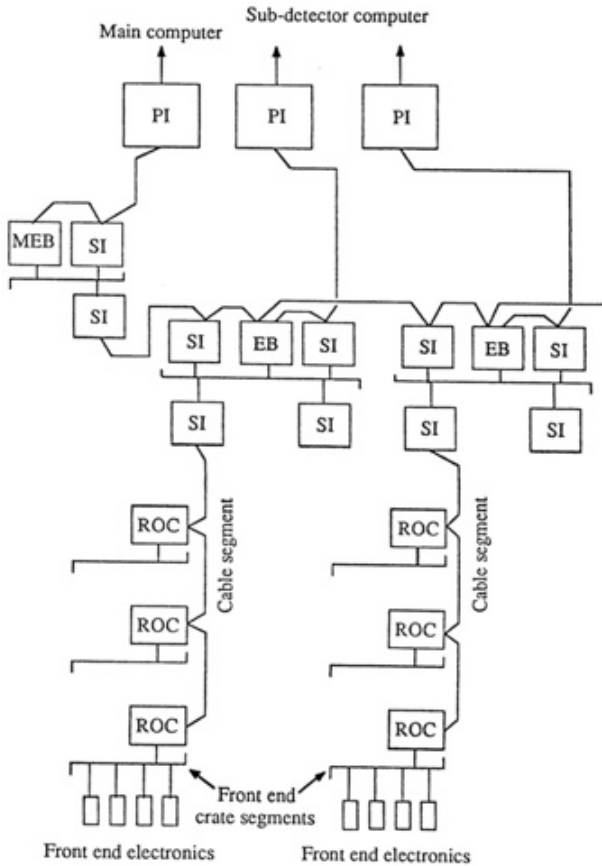 Main computer
Sub-detector computer
PI
PI
PI
MEB
SI
SI
SI
EB
SI
SI
EB
SI
SI
SI
SI
SI
ROC
ROC
Cable segment
Cable segment
ROC
ROC
ROC
ROC
Front end
crate segments
Front end electronics
Front end electronics